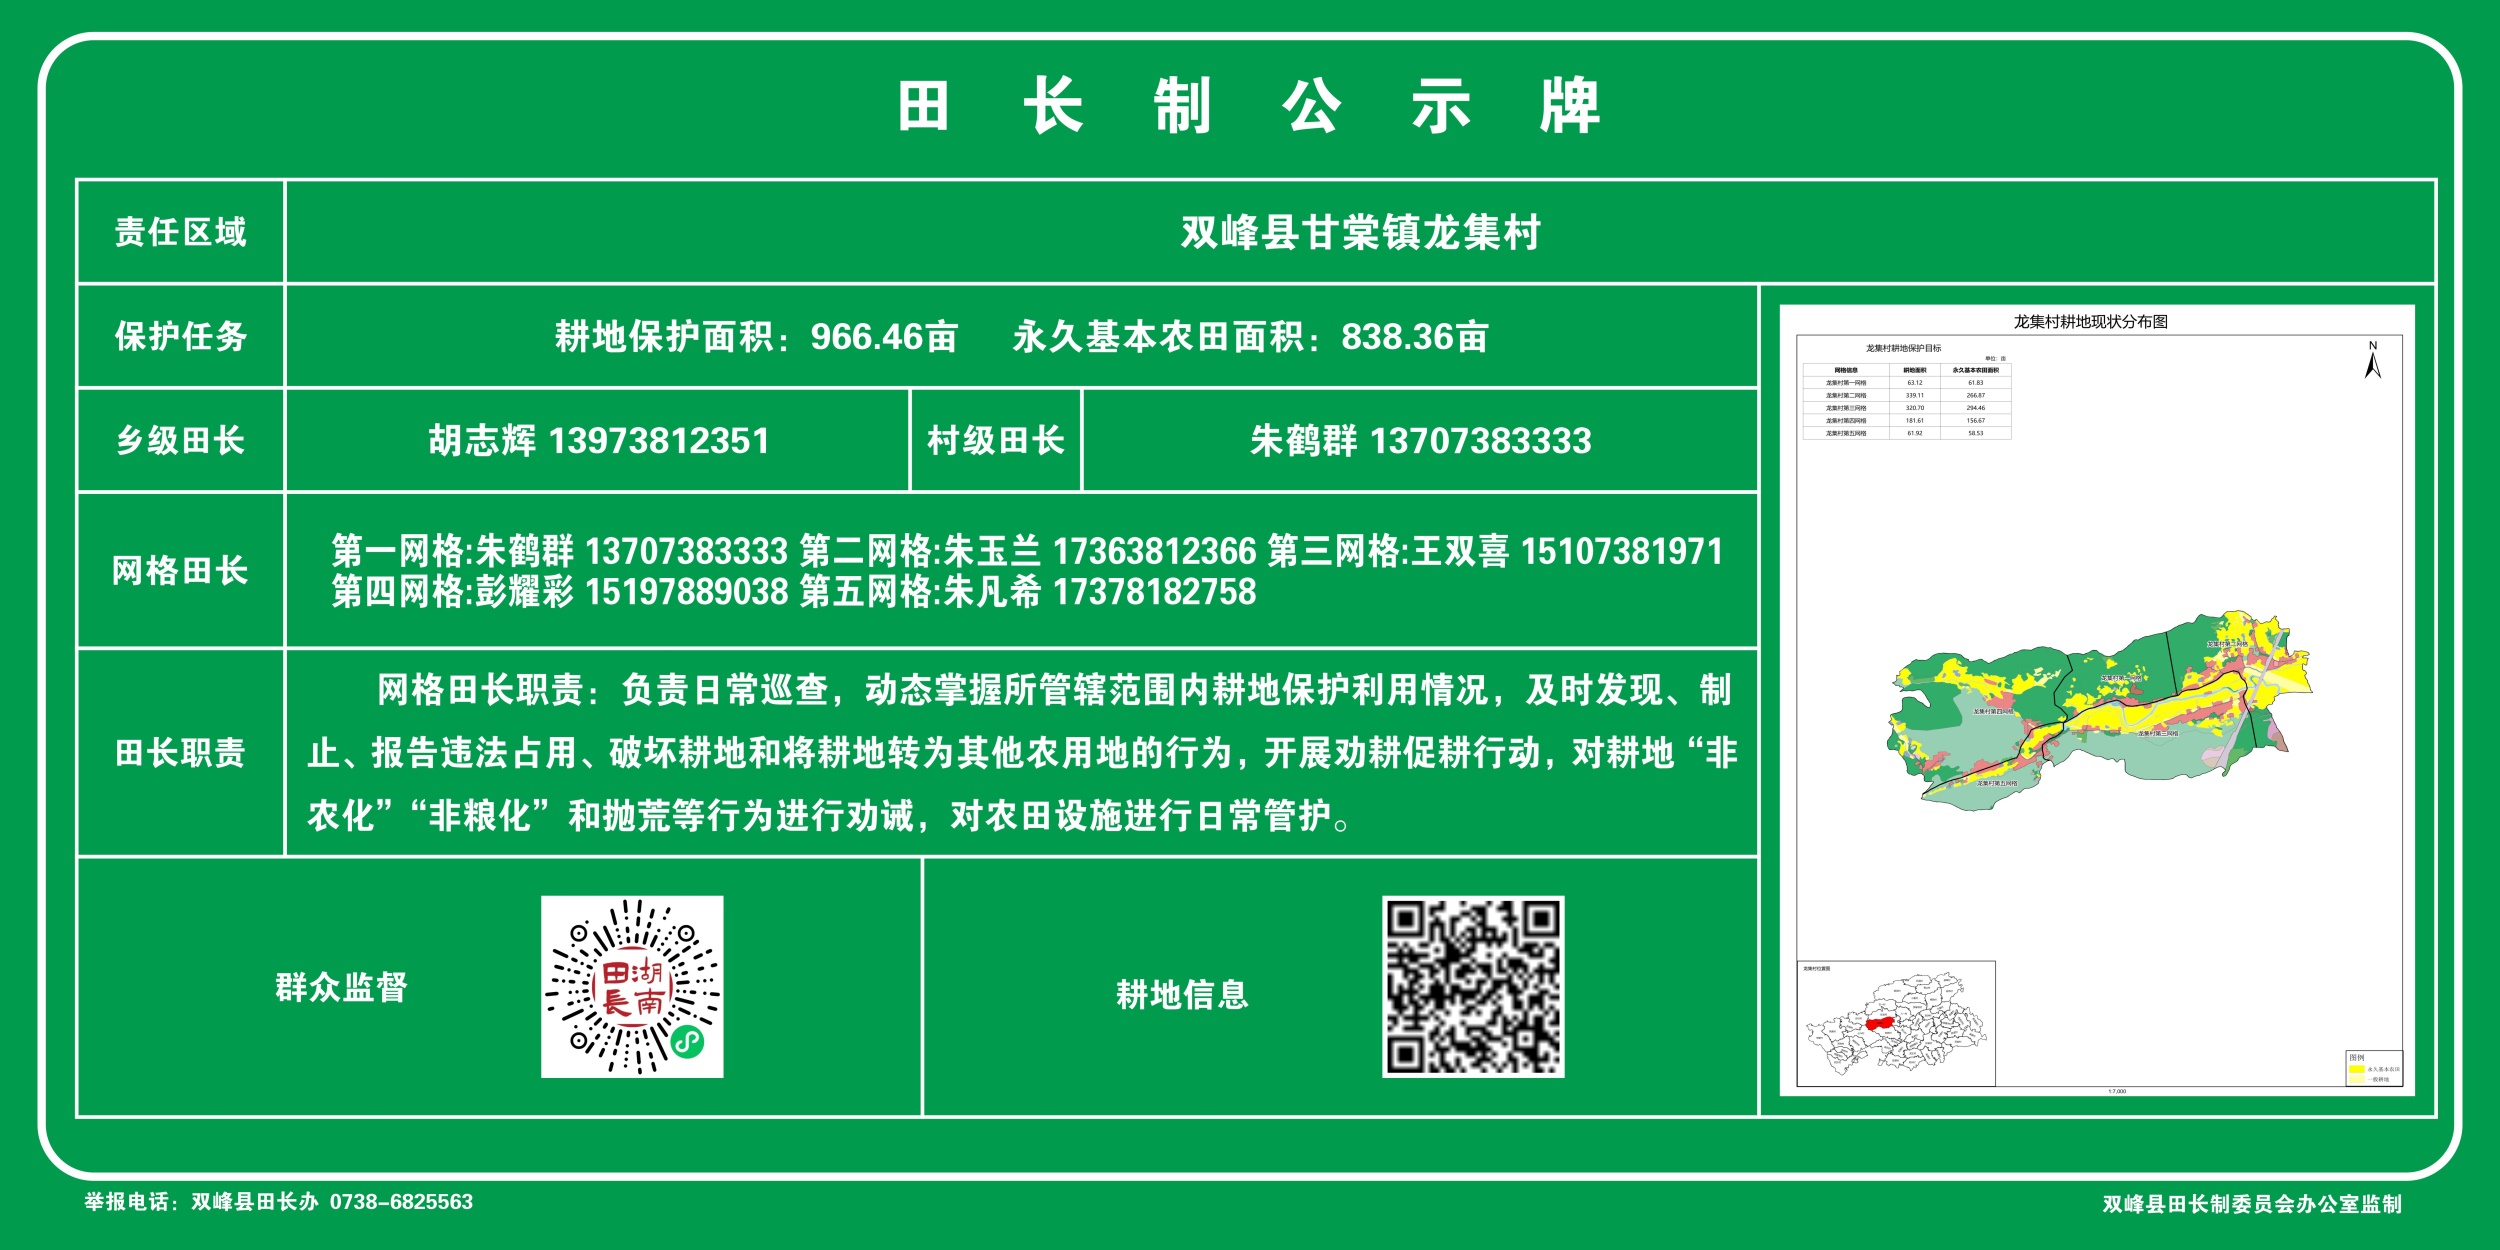 田长制公示牌
责任区域
双峰县甘棠镇龙集村
保护任务
耕地保护面积：966.46亩 永久基本农田面积：838.36亩
乡级田长
胡志辉 13973812351
村级田长
朱鹤群 13707383333
网格田长
第一网格:朱鹤群 13707383333 第二网格:朱玉兰 17363812366 第三网格:王双喜 15107381971
第四网格:彭耀彩 15197889038 第五网格:朱凡希 17378182758
田长职责
网格田长职责：负责日常巡查，动态掌握所管辖范围内耕地保护利用情况，及时发现、制
止、报告违法占用、破坏耕地和将耕地转为其他农用地的行为，开展劝耕促耕行动，对耕地“非
农化”“非粮化”和抛荒等行为进行劝诫，对农田设施进行日常管护。
群众监督
田长
湖南
耕地信息
龙集村耕地现状分布图
龙集村耕地保护目标
单位：亩
网格信息 耕地面积 永久基本农田面积
龙集村第一网格 63.12 61.83
龙集村第二网格 339.11 266.87
龙集村第三网格 320.70 294.46
龙集村第四网格 181.61 156.67
龙集村第五网格 61.92 58.53
N
龙集村第二网格
龙集村第一网格
龙集村第四网格
龙集村第三网格
龙集村第五网格
龙集村位置图
图例
永久基本农田
一般耕地
1:7,000
举报电话：双峰县田长办 0738-6825563
双峰县田长制委员会办公室监制